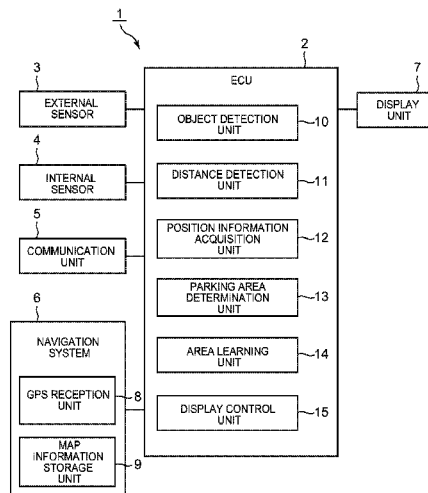 1
2
3
EXTERNAL
SENSOR
4
INTERNAL
SENSOR
5
COMMUNICATION
UNIT
6
NAVIGATION
SYSTEM
GPS RECEPTION
UNIT
8
MAP
INFORMATION
STORAGE
UNIT
9
ECU
OBJECT DETECTION
UNIT
10
DISTANCE DETECTION
UNIT
11
POSITION INFORMATION
ACQUISITION
UNIT
12
PARKING AREA
DETERMINATION
UNIT
13
AREA LEARNING
UNIT
14
DISPLAY CONTROL
UNIT
15
7
DISPLAY
UNIT